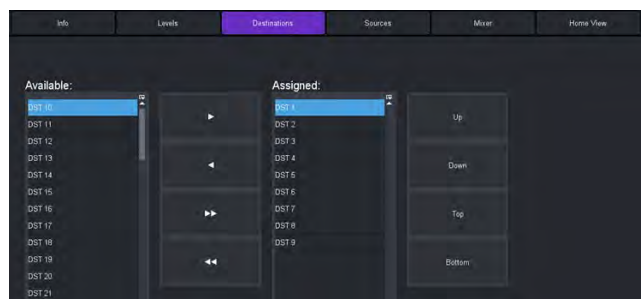 Info
Levels
Destinations
Sources
Mixer
Home View
Available:
DST 10
DST 11
DST 12
DST 13
DST 14
DST 15
DST 16
DST 17
DST 18
DST 19
DST 20
DST 21
Assigned:
DST 1
DST 2
DST 3
DST 4
DST 5
DST 6
DST 7
DST 8
DST 9
Up
Down
Top
Bottom